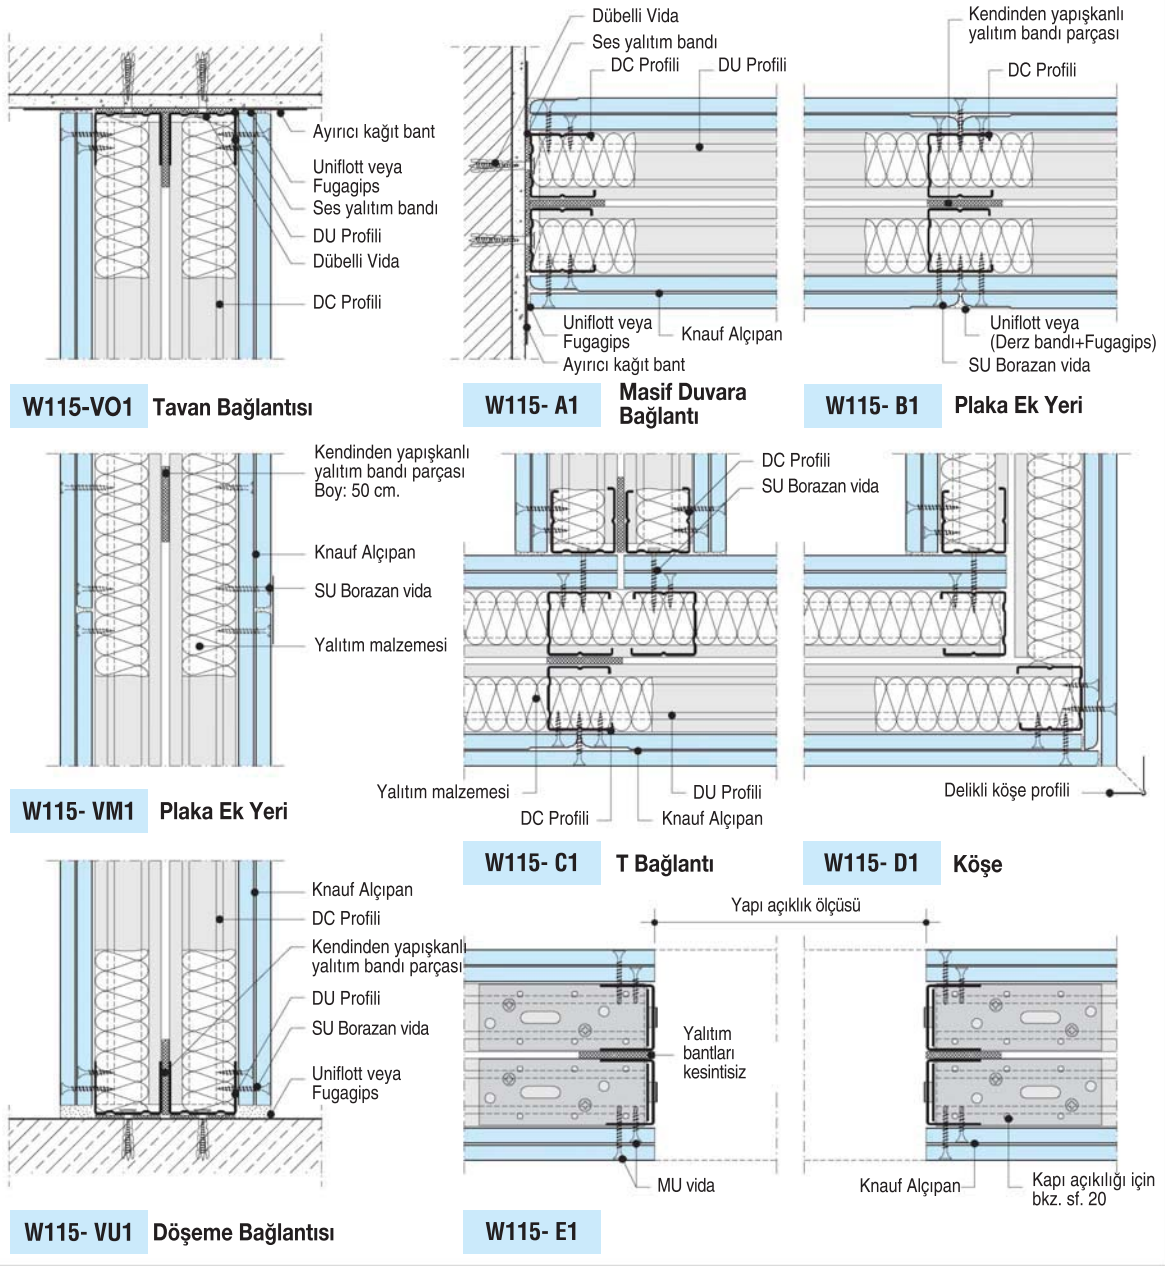 Ayırıcı kağıt bant
Uniflott veya
Fugagips
Ses yalıtım bandı
DU Profili
Dübelli Vida
DC Profili
W115-VO1 Tavan Bağlantısı
Dübelli Vida
Ses yalıtım bandı
DC Profili
DU Profili
Uniflott veya
Fugagips
Knauf Alçıpan
Ayırıcı kağıt bant
W115- A1
Masif Duvara
Bağlantı
Kendinden yapışkanlı
yalıtım bandı parçası
DC Profili
Uniflott veya
(Derz bandı+Fugagips)
SU Borazan vida
W115- B1 Plaka Ek Yeri
Kendinden yapışkanlı
yalıtım bandı parçası
Boy: 50 cm.
Knauf Alçıpan
SU Borazan vida
Yalıtım malzemesi
W115- VM1 Plaka Ek Yeri
DC Profili
SU Borazan vida
Yalıtım malzemesi
DU Profili
DC Profili
Knauf Alçıpan
W115- C1 T Bağlantı
Delikli köşe profili
W115- D1 Köşe
Knauf Alçıpan
DC Profili
Kendinden yapışkanlı
yalıtım bandı parçası
DU Profili
SU Borazan vida
Uniflott veya
Fugagips
W115- VU1 Döşeme Bağlantısı
Yapı açıklık ölçüsü
Yalıtım
bantları
kesintisiz
MU vida
Knauf Alçıpan
Kapı açıkılığı için
bkz. sf. 20
W115- E1